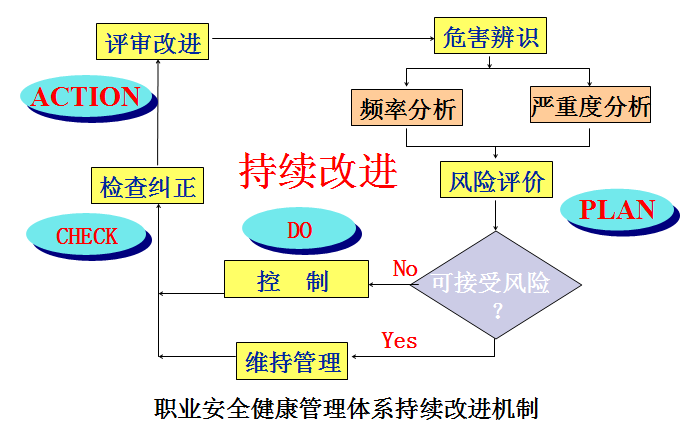 评审改进
危害辨识
ACTION
频率分析
严重度分析
持续改进
检查纠正
风险评价
PLAN
CHECK
DO
No
控 制
可接受风险
？
Yes
维持管理
职业安全健康管理体系持续改进机制